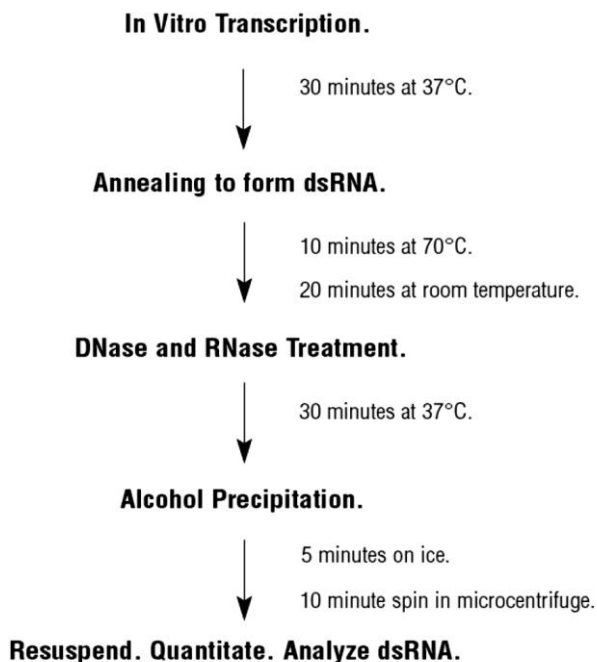 In Vitro Transcription.
30 minutes at 37°C.
Annealing to form dsRNA.
10 minutes at 70°C.
20 minutes at room temperature.
DNase and RNase Treatment.
30 minutes at 37°C.
Alcohol Precipitation.
5 minutes on ice.
10 minute spin in microcentrifuge.
Resuspend. Quantitate. Analyze dsRNA.